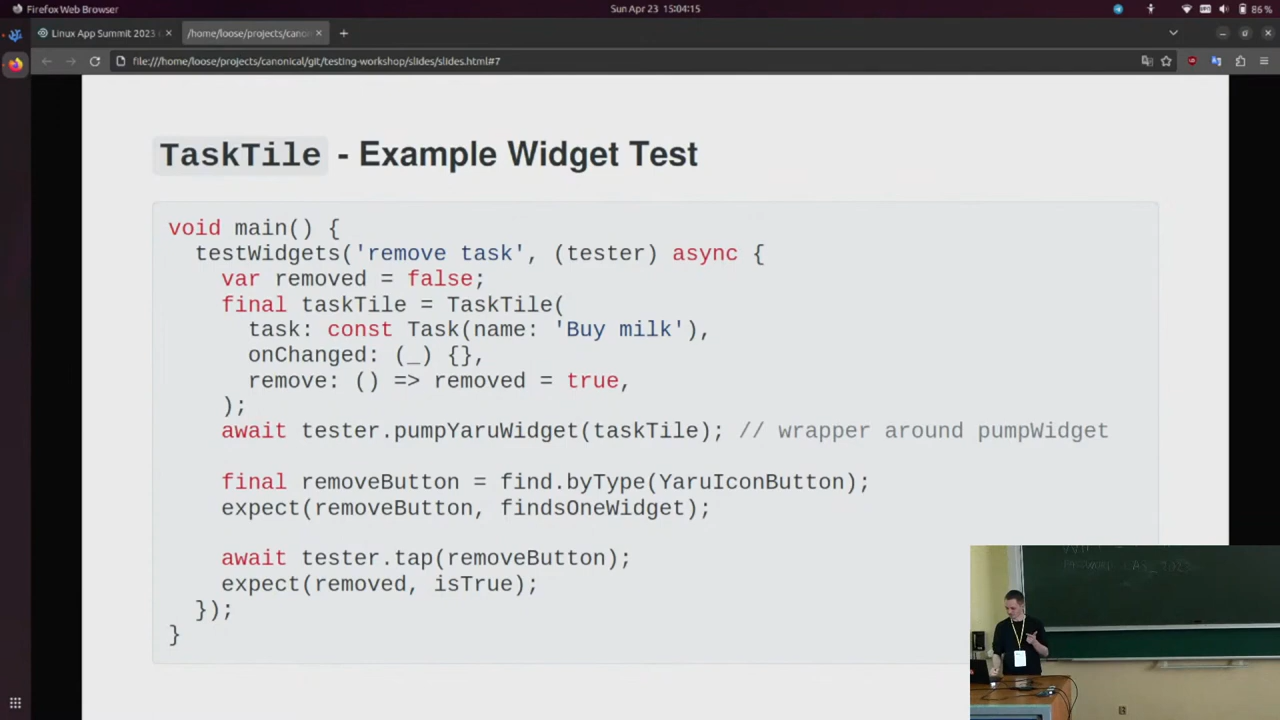 Firefox Web Browser
Sun Apr 23 15:04:15
86 %
Linux App Summit 2023
/home/loose/projects/cano
file:///home/loose/projects/canonical/git/testing-workshop/slides/slides.html#7
TaskTile - Example Widget Test
void main() {
  testWidgets('remove task', (tester) async {
    var removed = false;
    final taskTile = TaskTile(
      task: const Task(name: 'Buy milk'),
      onChanged: (_) {},
      remove: () => removed = true,
    );
    await tester.pumpYaruWidget(taskTile); // wrapper around pumpWidget
    final removeButton = find.byType(YaruIconButton);
    expect(removeButton, findsOneWidget);
    await tester.tap(removeButton);
    expect(removed, isTrue);
  });
}